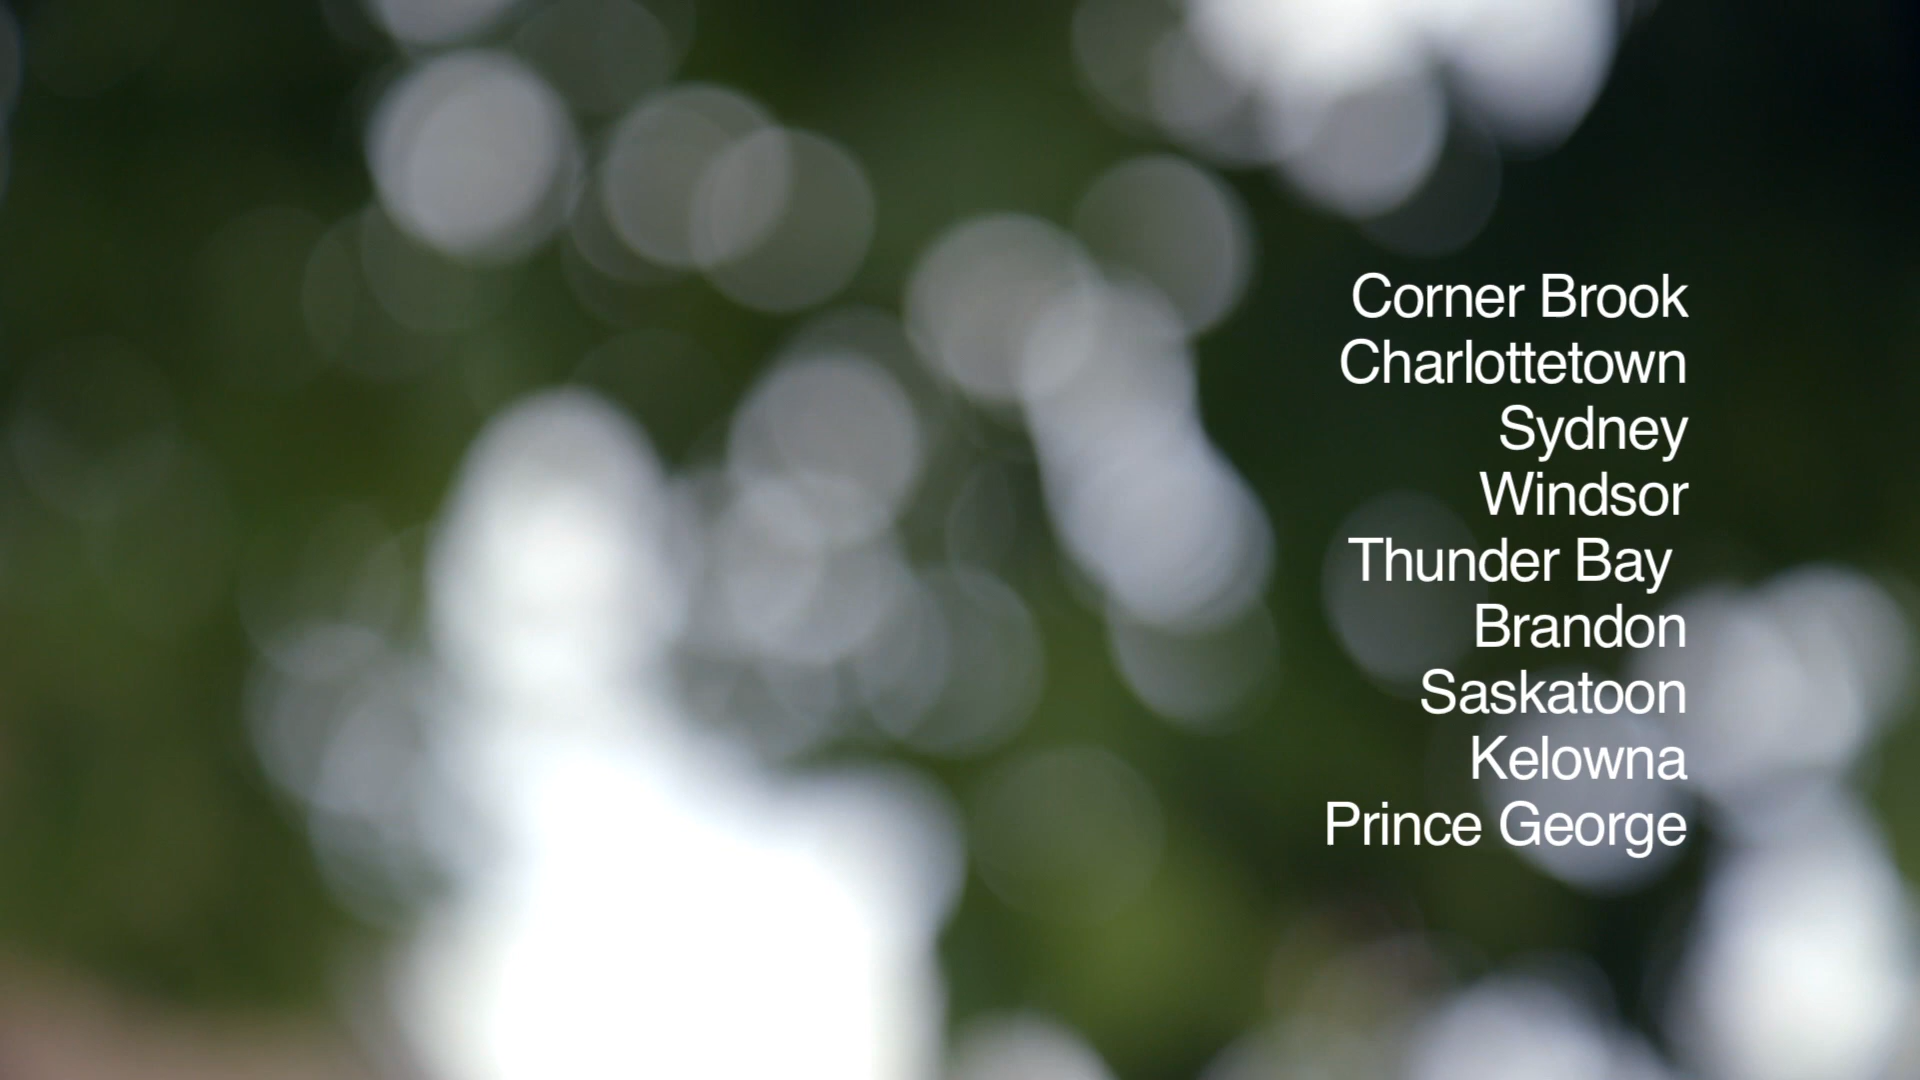 Corner Brook
Charlottetown
Sydney
Windsor
Thunder Bay
Brandon
Saskatoon
Kelowna
Prince George